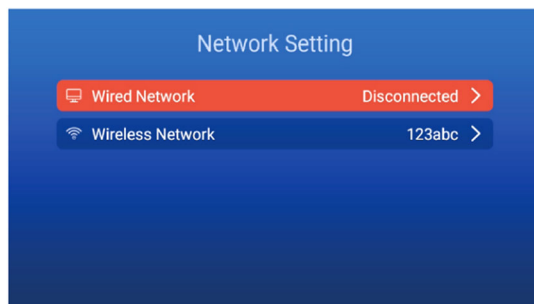 Network Setting
Wired Network Disconnected
Wireless Network 123abc